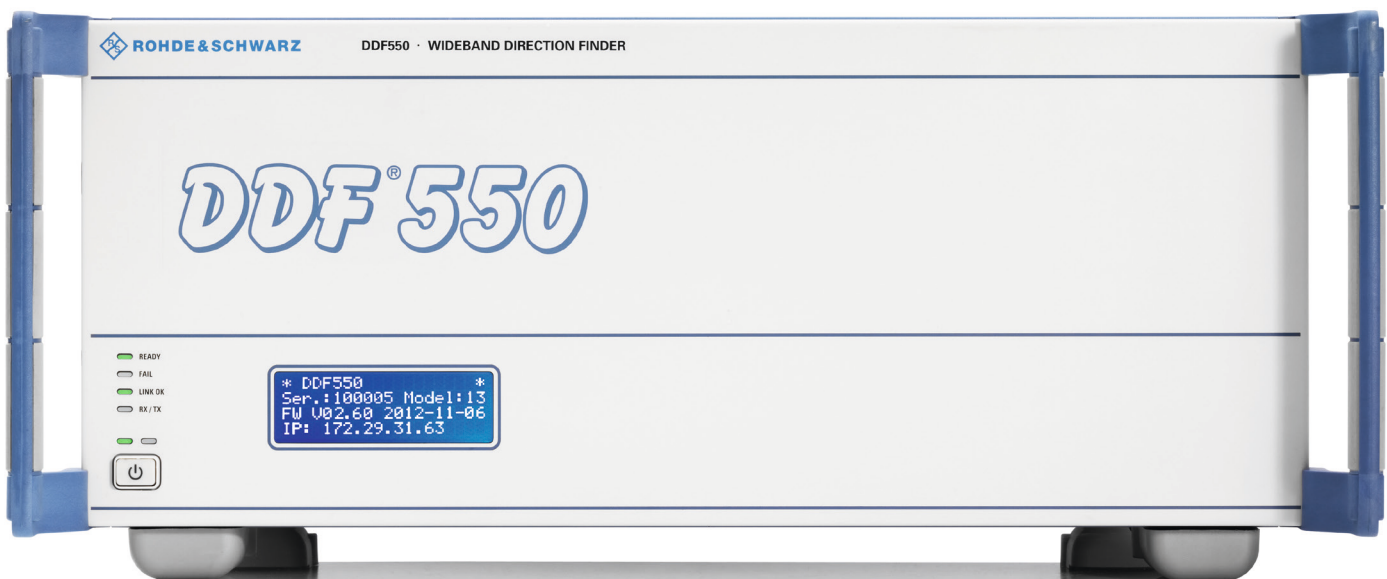 R&S ROHDE&SCHWARZ
DDF550 · WIDEBAND DIRECTION FINDER
DDF® 550
READY
FAIL
LINK OK
RX / TX
* DDF550 *
Ser.:100005 Model:13
FW V02.60 2012-11-06
IP: 172.29.31.63